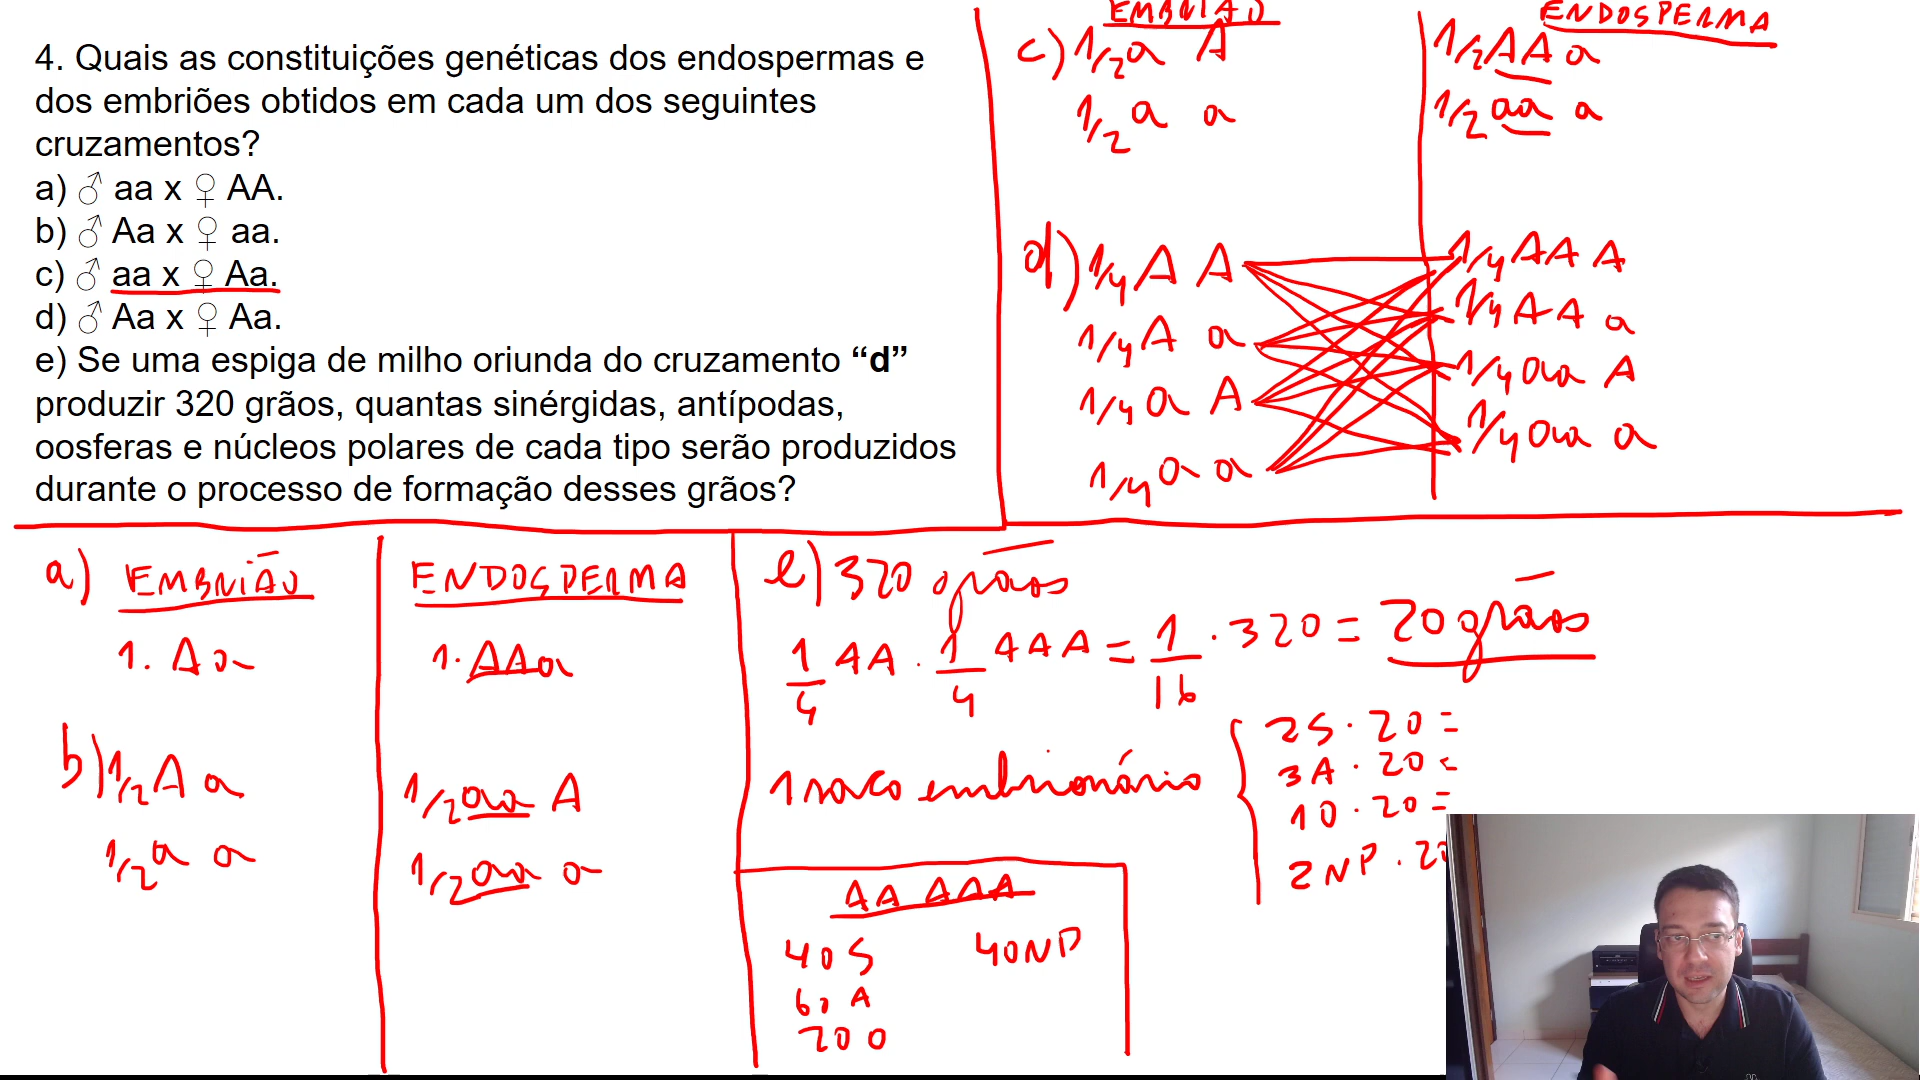 4. Quais as constituições genéticas dos endospermas e
dos embriões obtidos em cada um dos seguintes
cruzamentos?
a) ♂ aa x ♀ AA.
b) ♂ Aa x ♀ aa.
c) ♂ aa x ♀ Aa.
d) ♂ Aa x ♀ Aa.
e) Se uma espiga de milho oriunda do cruzamento “d”
produzir 320 grãos, quantas sinérgidas, antípodas,
oosferas e núcleos polares de cada tipo serão produzidos
durante o processo de formação desses grãos?
EMBRIÃO ENDOSPERMA
c) 1/2 a A 1/2 AA a
1/2 a a 1/2 aa a
d) 1/4 A A 1/4 AA A
1/4 A a 1/4 AA a
1/4 a A 1/4 aa A
1/4 a a 1/4 aa a
a) EMBRIÃO ENDOSPERMA
1. Aa 1. AAa
b) 1/2 A a 1/2 aa A
1/2 a a 1/2 aa a
e) 320 grãos
1/4 AA . 1/4 AAA = 1/16 . 320 = 20 grãos
1 saco embrionário
2S . 20 =
3A . 20 =
1O . 20 =
2NP . 20
AA AAA
40 S 40NP
60 A
20 O